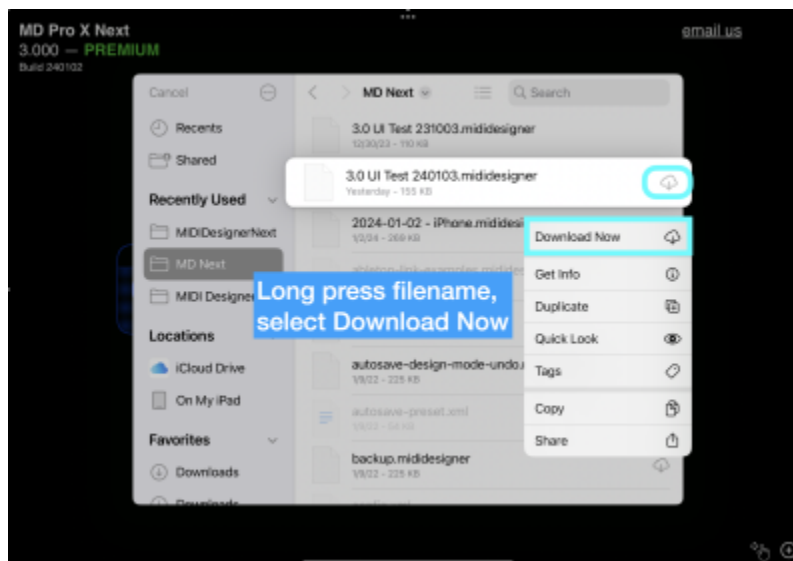 MD Pro X Next
3.000 — PREMIUM
Build 240102
email us
Cancel
MD Next
Search
Recents
Shared
Recently Used
MIDIDesignerNext
MD Next
MIDI Designe
Locations
iCloud Drive
On My iPad
Favorites
Downloads
Downloads
3.0 UI Test 231003.mididesigner
12/30/23 - 110 KB
3.0 UI Test 240103.mididesigner
Yesterday - 155 KB
2024-01-02 - iPhone.midides
1/2/24 - 269 KB
autosave-design-mode-undo.
1/9/22 - 225 KB
autosave-preset.xml
backup.mididesigner
1/9/22 - 225 KB
Download Now
Get Info
Duplicate
Quick Look
Tags
Copy
Share
Long press filename,
select Download Now